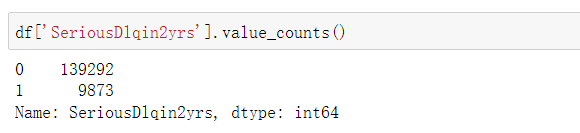 df['SeriousDlqin2yrs'].value_counts()
0    139292
1      9873
Name: SeriousDlqin2yrs, dtype: int64